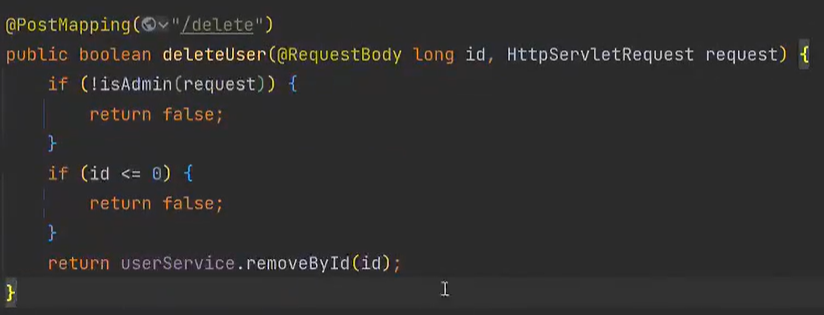 @PostMapping("/delete")
public boolean deleteUser(@RequestBody long id, HttpServletRequest request) {
    if (!isAdmin(request)) {
        return false;
    }
    if (id <= 0) {
        return false;
    }
    return userService.removeById(id);
}